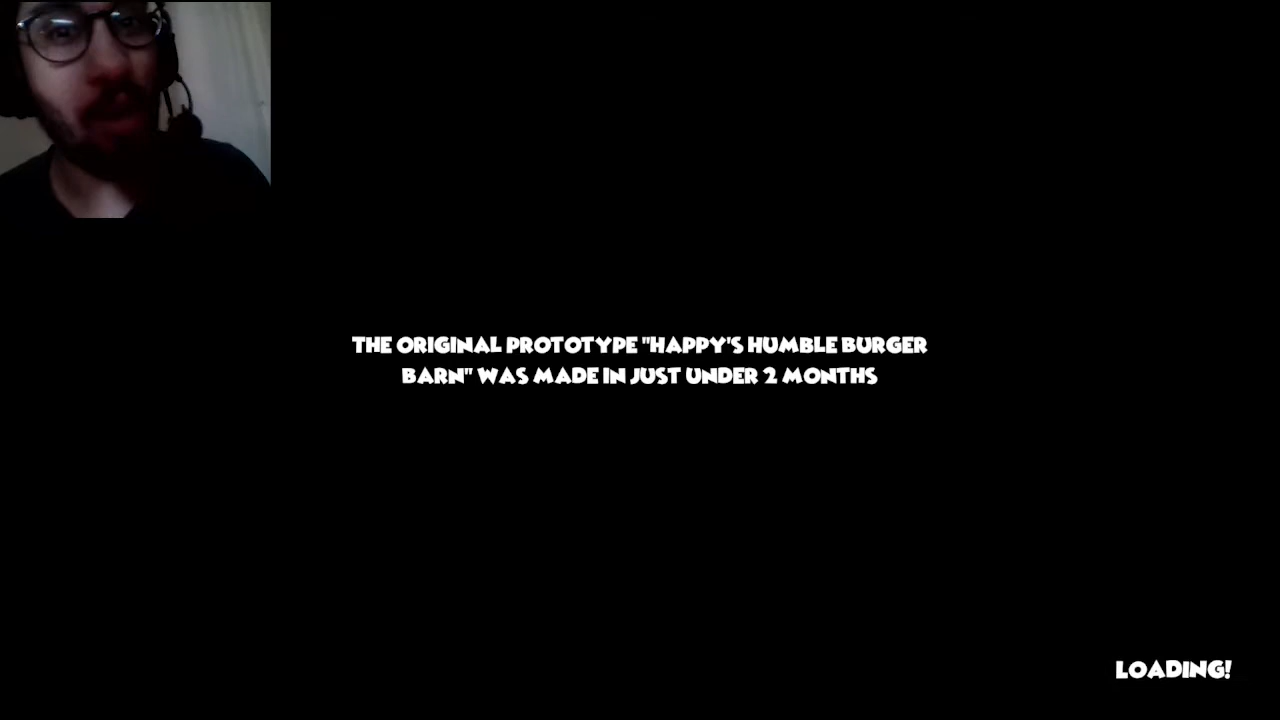 THE ORIGINAL PROTOTYPE "HAPPY'S HUMBLE BURGER
BARN" WAS MADE IN JUST UNDER 2 MONTHS
LOADING!